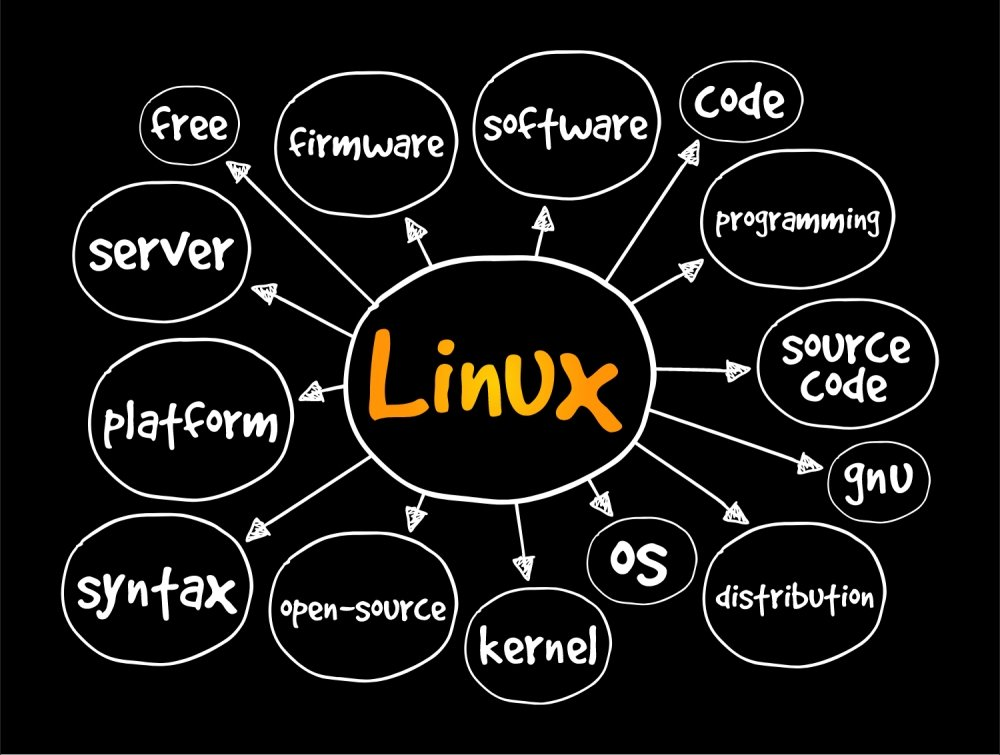 free
firmware
software
code
server
programming
Linux
source
code
platform
gnu
syntax
open-source
kernel
os
distribution